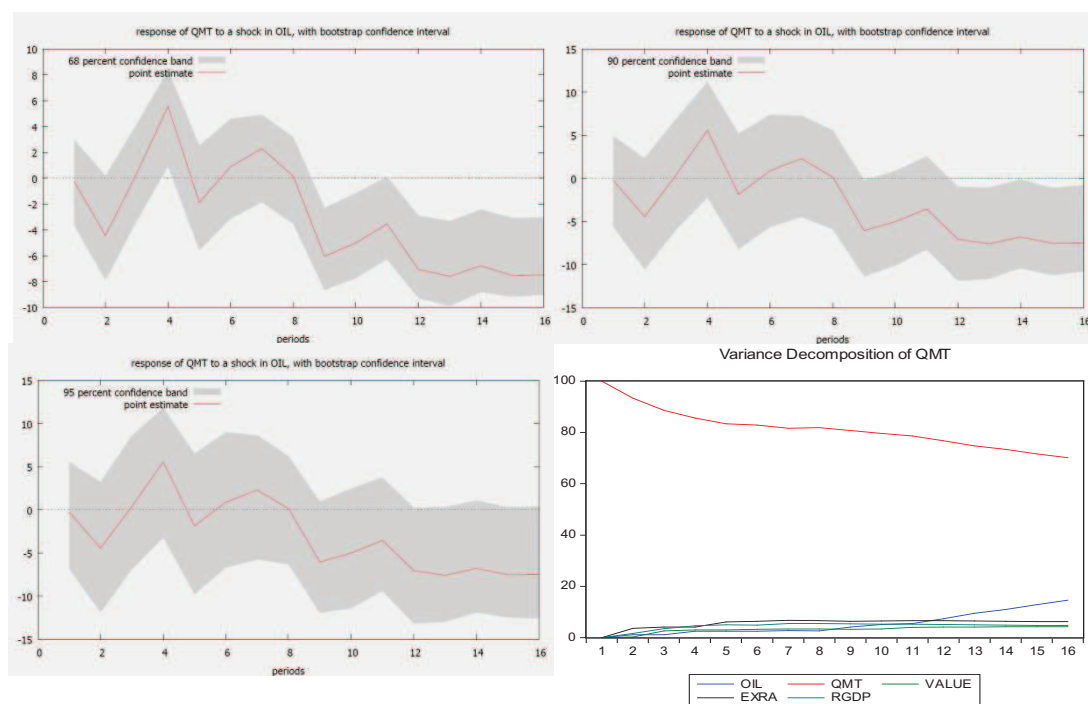 response of QMT to a shock in OIL, with bootstrap confidence interval
68 percent confidence band
point estimate
10
8
6
4
2
0
-2
-4
-6
-8
-10
0 2 4 6 8 10 12 14 16
periods
response of QMT to a shock in OIL, with bootstrap confidence interval
90 percent confidence band
point estimate
15
10
5
0
-5
-10
-15
0 2 4 6 8 10 12 14 16
periods
response of QMT to a shock in OIL, with bootstrap confidence interval
95 percent confidence band
point estimate
15
10
5
0
-5
-10
-15
0 2 4 6 8 10 12 14 16
periods
Variance Decomposition of QMT
100
80
60
40
20
0
1 2 3 4 5 6 7 8 9 10 11 12 13 14 15 16
OIL QMT VALUE
EXRA RGDP